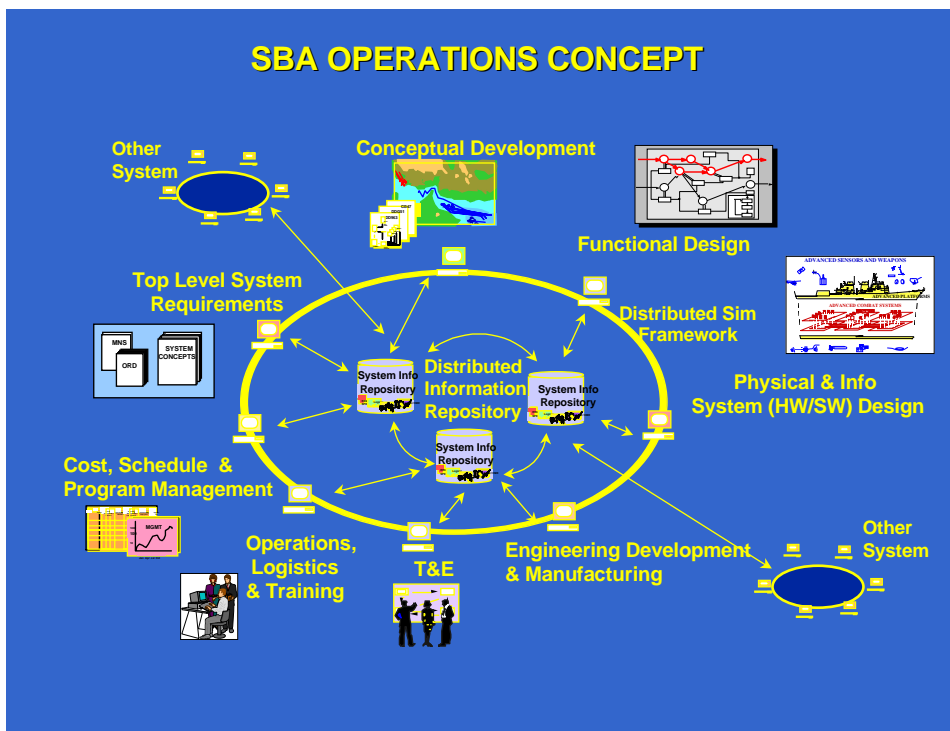 SBA OPERATIONS CONCEPT
Other
System
Conceptual Development
Functional Design
ADVANCED SENSORS AND WEAPONS
ADVANCED PLATFORMS
ADVANCED COMBAT SYSTEMS
Top Level System
Requirements
MNS
ORD
SYSTEM
CONCEPTS
Distributed Sim
Framework
System Info
Repository
Distributed
Information
Repository
System Info
Repository
System Info
Repository
Physical & Info
System (HW/SW) Design
Cost, Schedule &
Program Management
MGMT
Operations,
Logistics
& Training
T&E
Engineering Development
& Manufacturing
Other
System